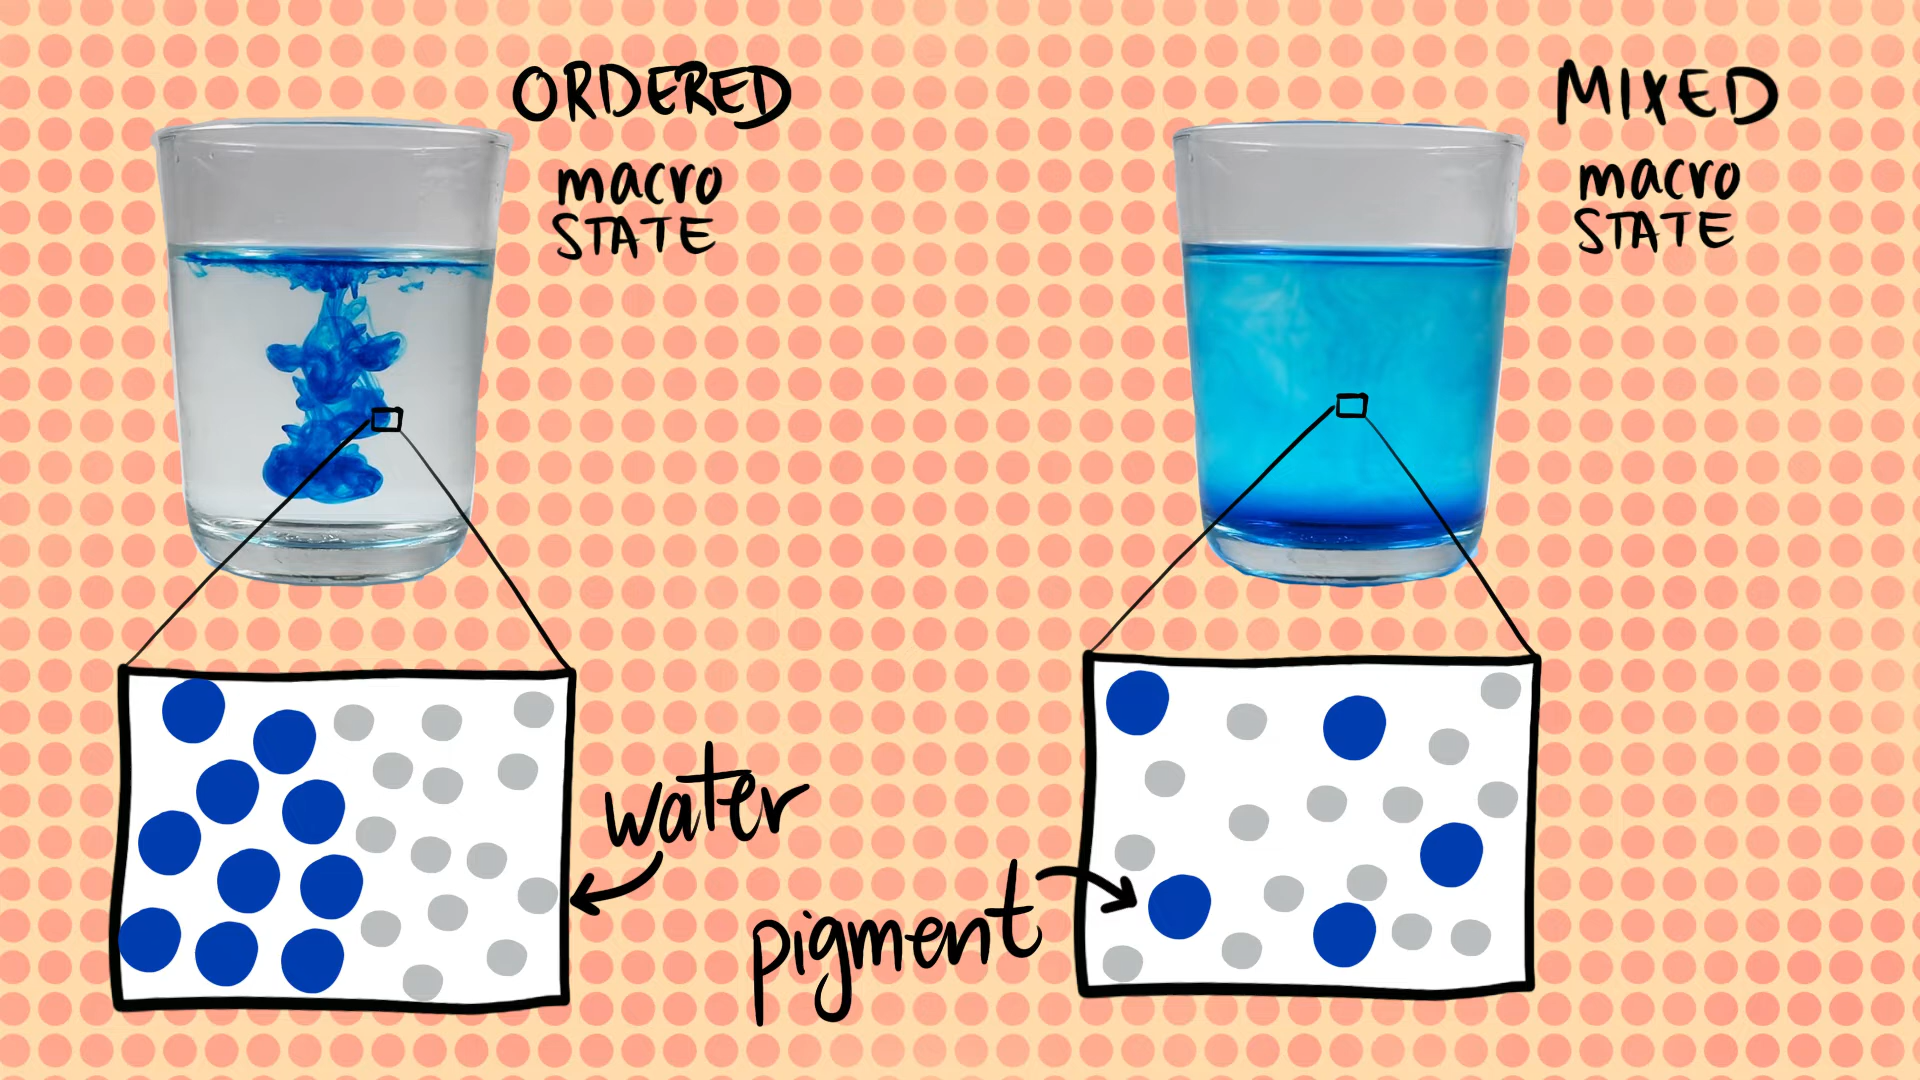 ORDERED
macro
STATE
MIXED
macro
STATE
water
pigment